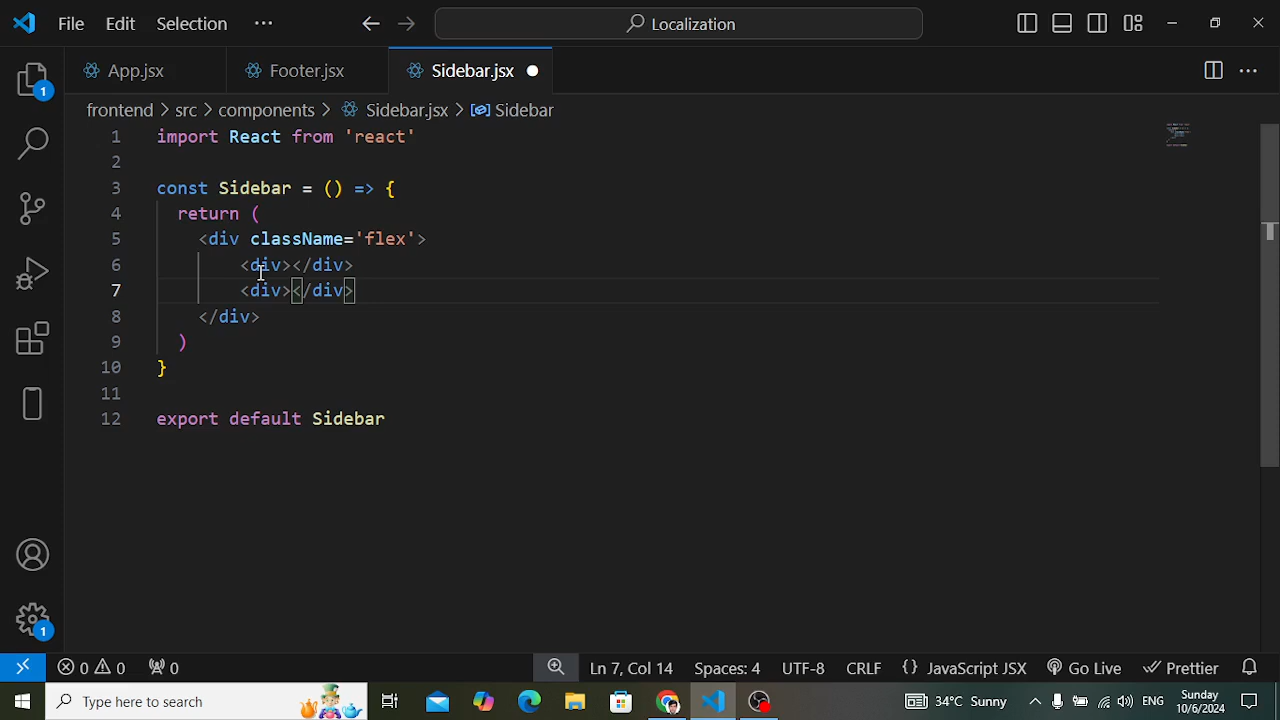 File Edit Selection ··· Localization
App.jsx Footer.jsx Sidebar.jsx
frontend > src > components > Sidebar.jsx > Sidebar
1 import React from 'react'
2
3 const Sidebar = () => {
4 return (
5 <div className='flex'>
6 <div></div>
7 <div></div>
8 </div>
9 )
10 }
11
12 export default Sidebar
1
1
0 0 0 Ln 7, Col 14 Spaces: 4 UTF-8 CRLF {} JavaScript JSX Go Live Prettier
Type here to search 34°C Sunny ENG Sunday
10/6/2024